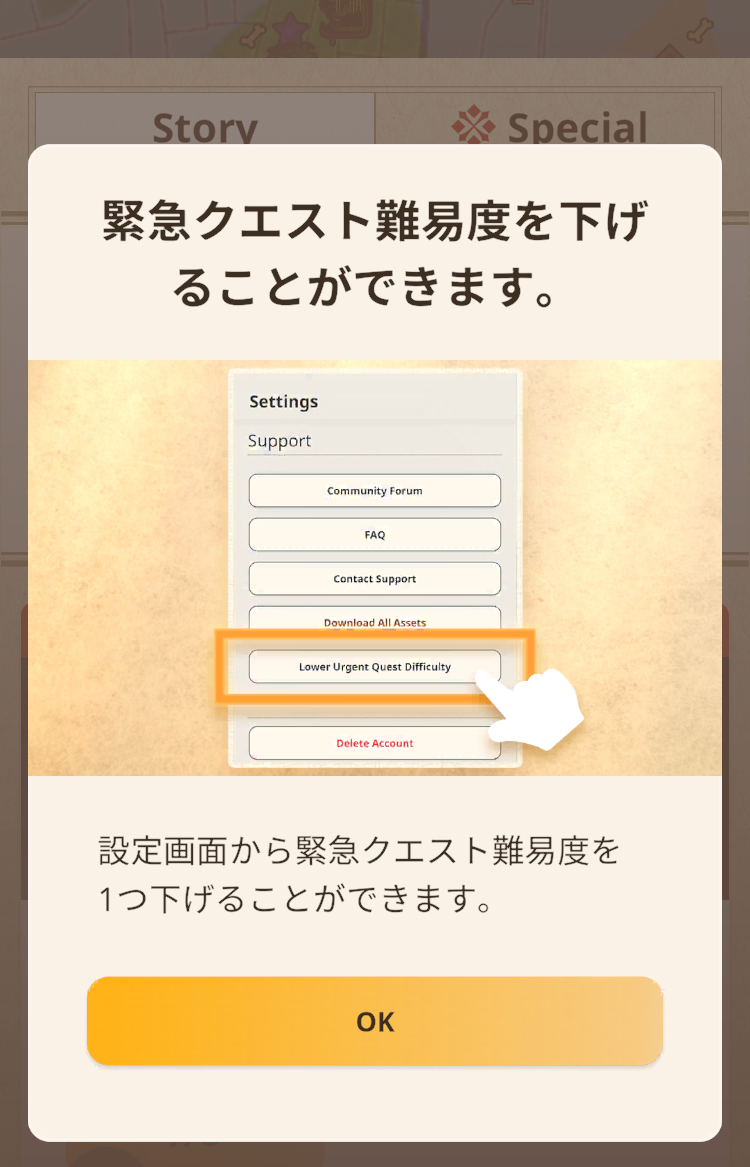 Story
Special
緊急クエスト難易度を下げ
ることができます。
Settings
Support
Community Forum
FAQ
Contact Support
Download All Assets
Lower Urgent Quest Difficulty
Delete Account
設定画面から緊急クエスト難易度を
1つ下げることができます。
OK